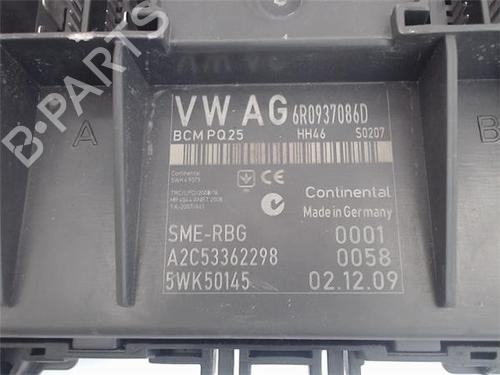 VW AG 6R0937086D
BCM PQ25 HH46 S0207
Continental
Continental
Made in Germany
SME-RBG 0001
A2C53362298 0058
5WK50145 02.12.09
A
B
B-PARTS